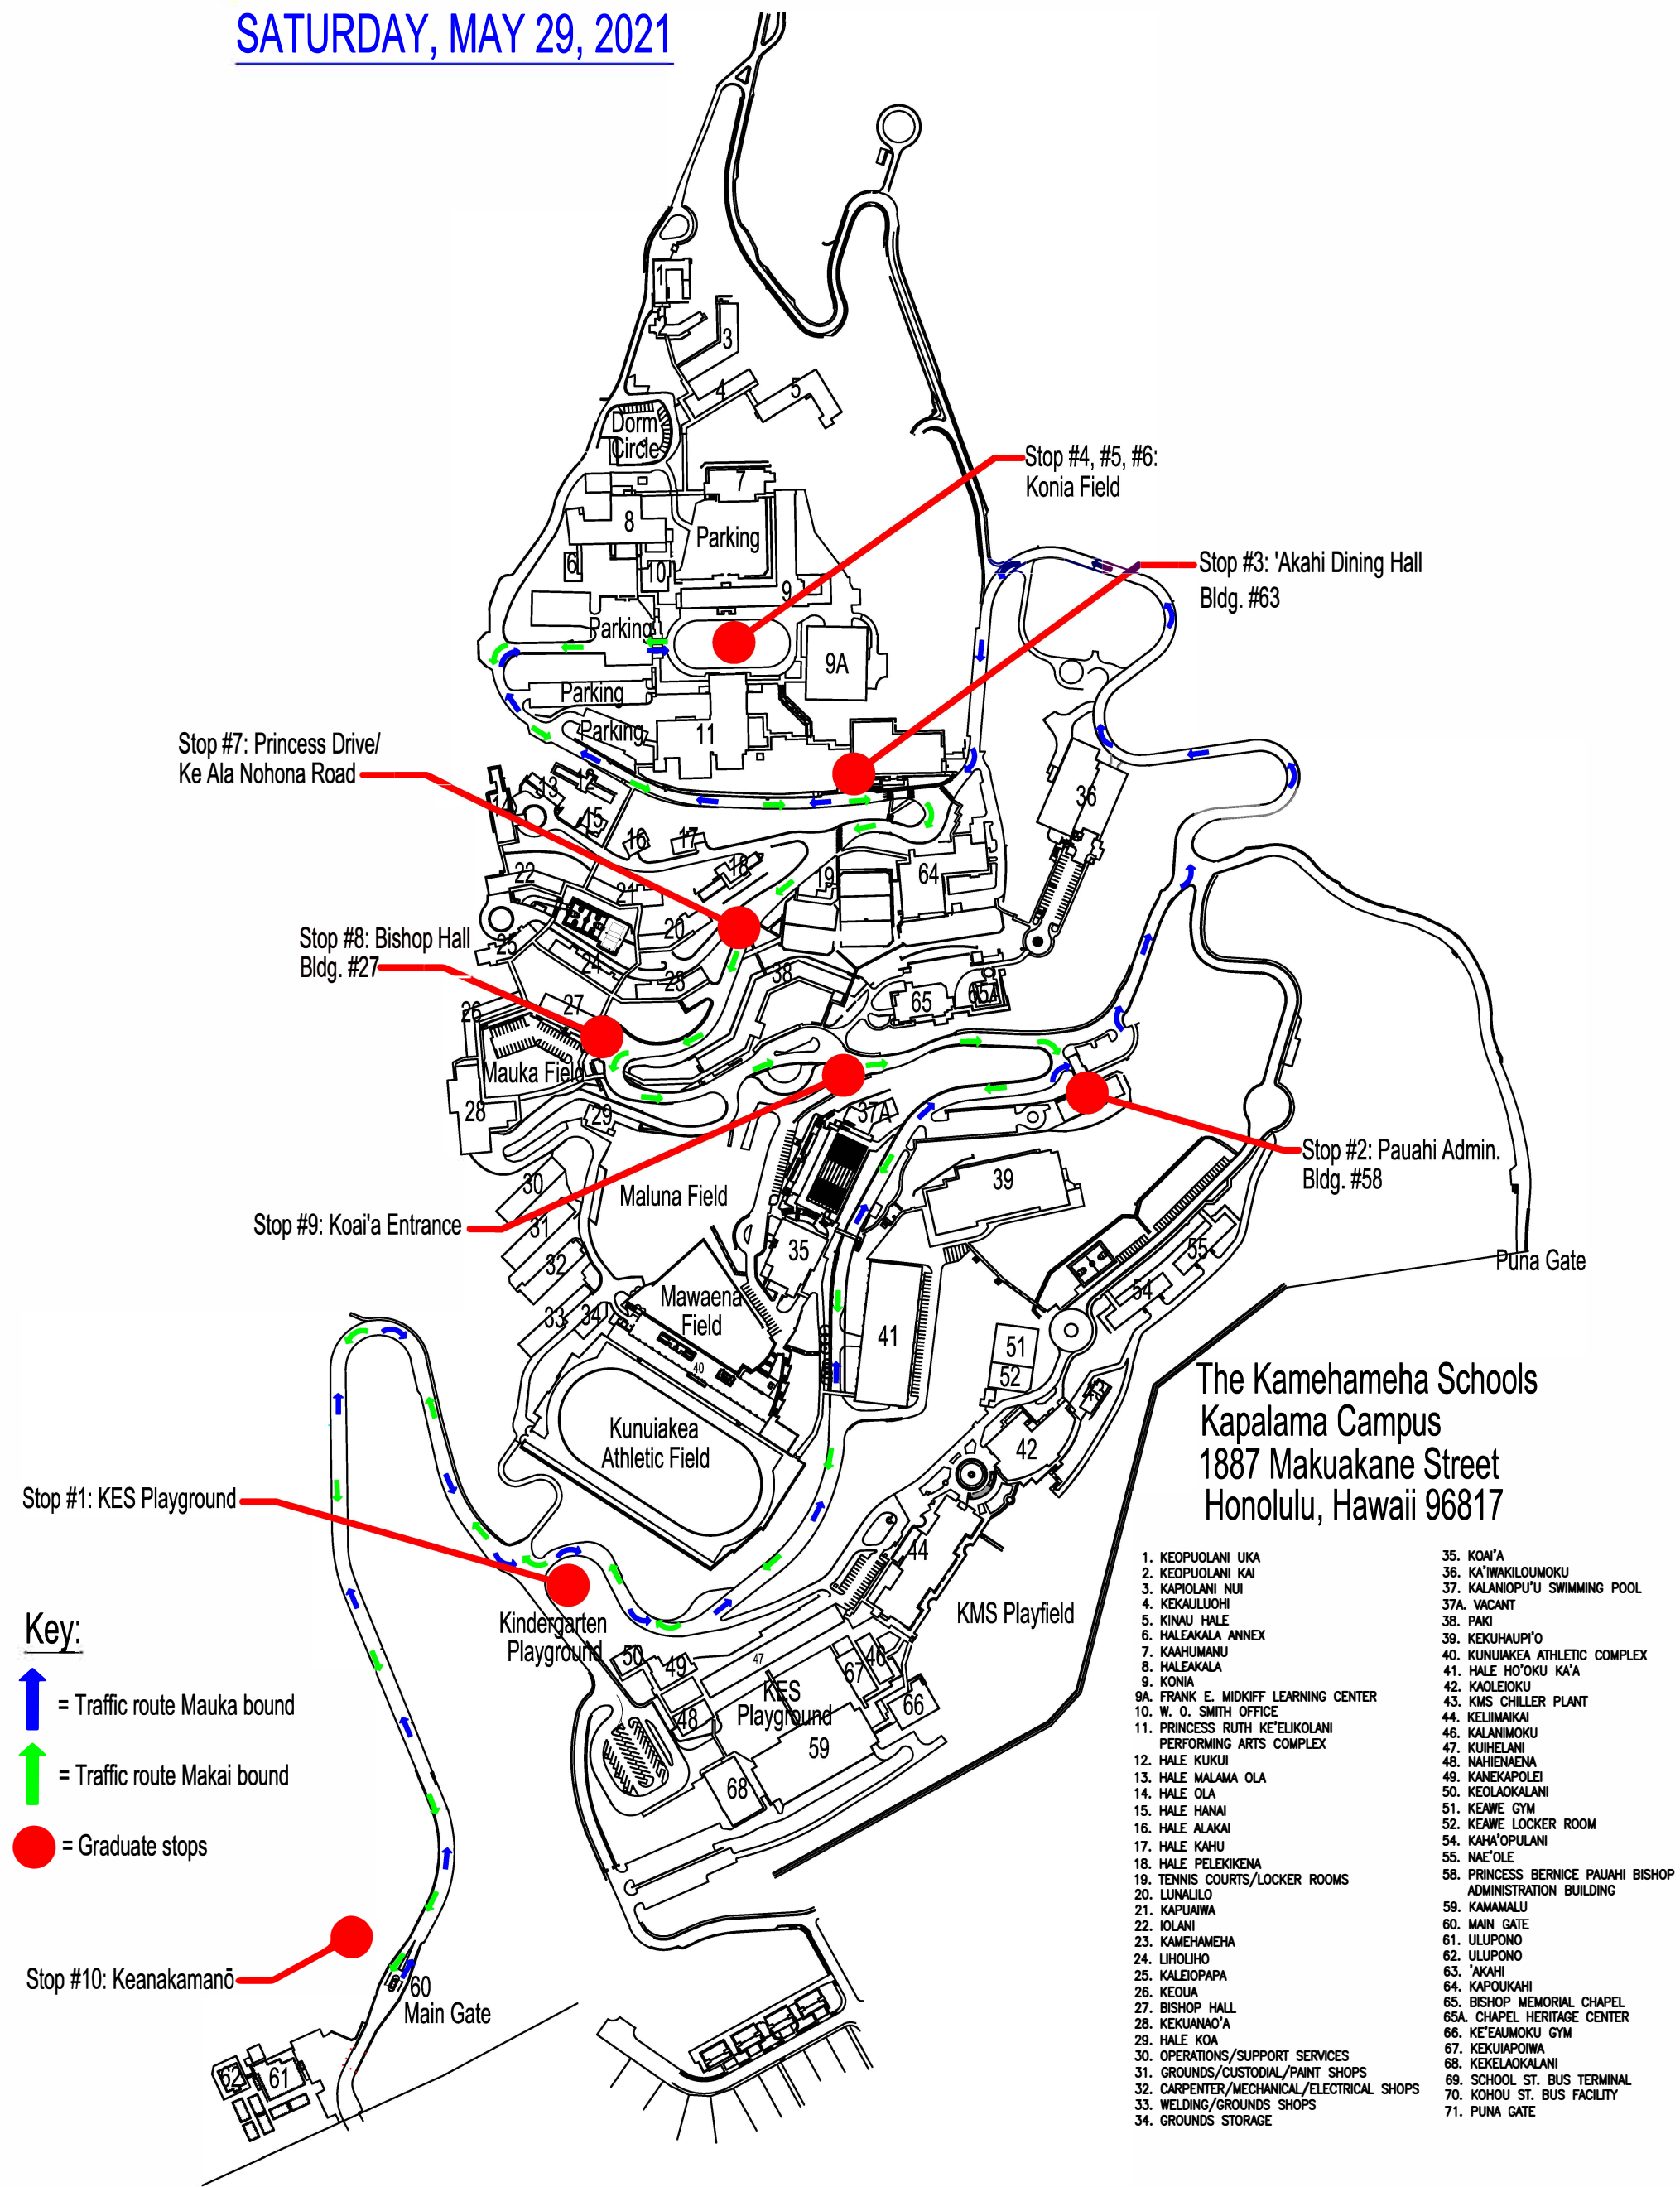 SATURDAY, MAY 29, 2021
1
3
4
5
Dorm
Circle
Stop #4, #5, #6:
Konia Field
7
8
Parking
6
10
9
Stop #3: 'Akahi Dining Hall
Bldg. #63
Parking
9A
Parking
Parking
11
Stop #7: Princess Drive/
Ke Ala Nohona Road
12
13
14
15
16
17
18
19
36
64
22
21
20
Stop #8: Bishop Hall
Bldg. #27
25
24
23
38
65
65A
26
27
Mauka Field
28
29
37A
Stop #2: Pauahi Admin.
Bldg. #58
39
30
Maluna Field
Stop #9: Koai'a Entrance
31
35
32
55
Puna Gate
54
Mawaena
Field
33
34
40
41
51
52
43
42
Kunuiakea
Athletic Field
The Kamehameha Schools
Kapalama Campus
1887 Makuakane Street
Honolulu, Hawaii 96817
Stop #1: KES Playground
44
KMS Playfield
Kindergarten
Playground
50
49
47
46
67
66
KES
Playground
48
59
68
Key:
= Traffic route Mauka bound
= Traffic route Makai bound
= Graduate stops
Stop #10: Keanakamanō
60
Main Gate
62
61
1. KEOPUOLANI UKA
2. KEOPUOLANI KAI
3. KAPIOLANI NUI
4. KEKAULUOHI
5. KINAU HALE
6. HALEAKALA ANNEX
7. KAAHUMANU
8. HALEAKALA
9. KONIA
9A. FRANK E. MIDKIFF LEARNING CENTER
10. W. O. SMITH OFFICE
11. PRINCESS RUTH KE'ELIKOLANI
PERFORMING ARTS COMPLEX
12. HALE KUKUI
13. HALE MALAMA OLA
14. HALE OLA
15. HALE HANAI
16. HALE ALAKAI
17. HALE KAHU
18. HALE PELEKIKENA
19. TENNIS COURTS/LOCKER ROOMS
20. LUNALILO
21. KAPUAIWA
22. IOLANI
23. KAMEHAMEHA
24. LIHOLIHO
25. KALEIOPAPA
26. KEOUA
27. BISHOP HALL
28. KEKUANAO'A
29. HALE KOA
30. OPERATIONS/SUPPORT SERVICES
31. GROUNDS/CUSTODIAL/PAINT SHOPS
32. CARPENTER/MECHANICAL/ELECTRICAL SHOPS
33. WELDING/GROUNDS SHOPS
34. GROUNDS STORAGE
35. KOAI'A
36. KA'IWAKILOUMOKU
37. KALANIOPU'U SWIMMING POOL
37A. VACANT
38. PAKI
39. KEKUHAUPI'O
40. KUNUIAKEA ATHLETIC COMPLEX
41. HALE HO'OKU KA'A
42. KAOLEIOKU
43. KMS CHILLER PLANT
44. KELIIMAIKAI
46. KALANIMOKU
47. KUIHELANI
48. NAHIENAENA
49. KANEKAPOLEI
50. KEOLAOKALANI
51. KEAWE GYM
52. KEAWE LOCKER ROOM
54. KAHA'OPULANI
55. NAE'OLE
58. PRINCESS BERNICE PAUAHI BISHOP
ADMINISTRATION BUILDING
59. KAMAMALU
60. MAIN GATE
61. ULUPONO
62. ULUPONO
63. 'AKAHI
64. KAPOUKAHI
65. BISHOP MEMORIAL CHAPEL
65A. CHAPEL HERITAGE CENTER
66. KE'EAUMOKU GYM
67. KEKUIAPOIWA
68. KEKELAOKALANI
69. SCHOOL ST. BUS TERMINAL
70. KOHOU ST. BUS FACILITY
71. PUNA GATE